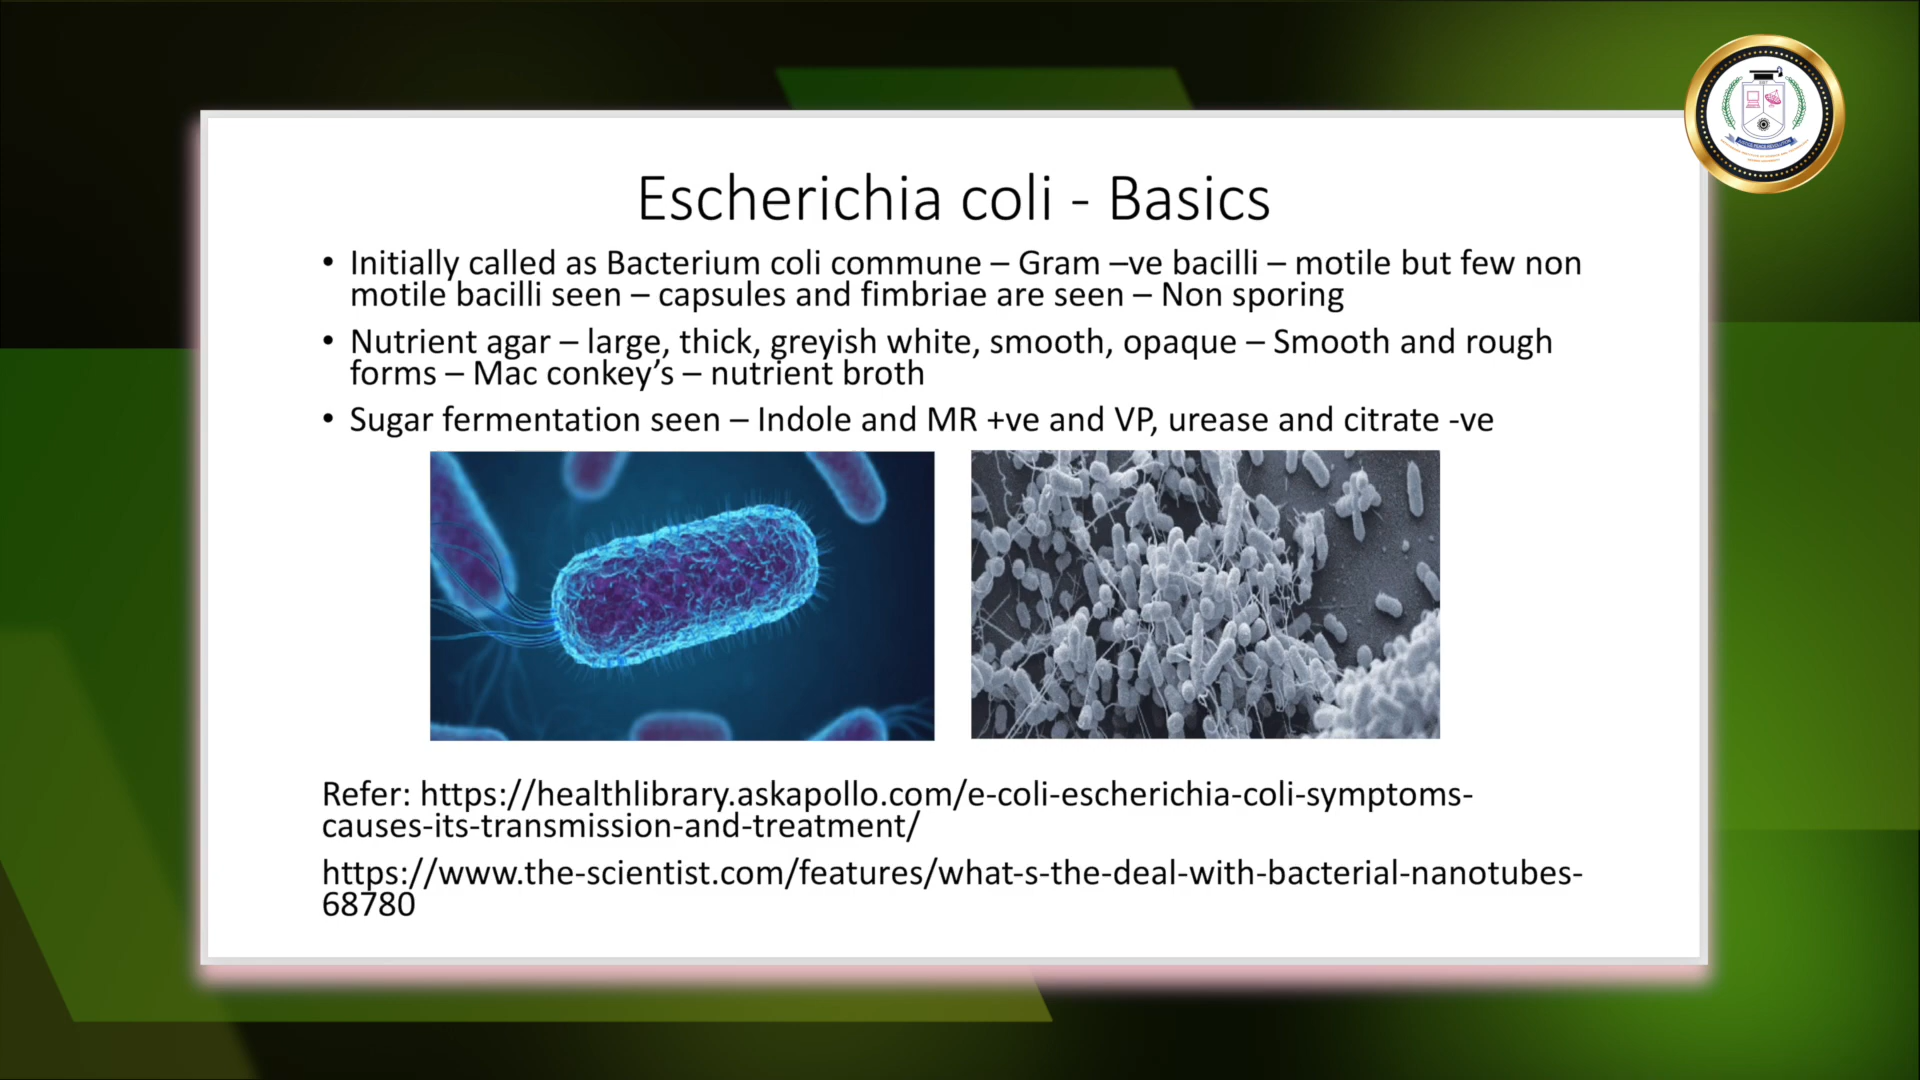 Escherichia coli - Basics
• Initially called as Bacterium coli commune – Gram –ve bacilli – motile but few non
motile bacilli seen – capsules and fimbriae are seen – Non sporing
• Nutrient agar – large, thick, greyish white, smooth, opaque – Smooth and rough
forms – Mac conkey’s – nutrient broth
• Sugar fermentation seen – Indole and MR +ve and VP, urease and citrate -ve
Refer: https://healthlibrary.askapollo.com/e-coli-escherichia-coli-symptoms-
causes-its-transmission-and-treatment/
https://www.the-scientist.com/features/what-s-the-deal-with-bacterial-nanotubes-
68780